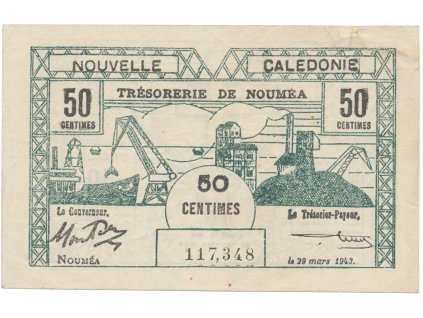 NOUVELLE CALEDONIE
50 CENTIMES
TRÉSORERIE DE NOUMÉA
50 CENTIMES
50
CENTIMES
Le Gouverneur,
Le Trésorier-Payeur,
NOUMÉA
117,348
le 29 mars 1943.